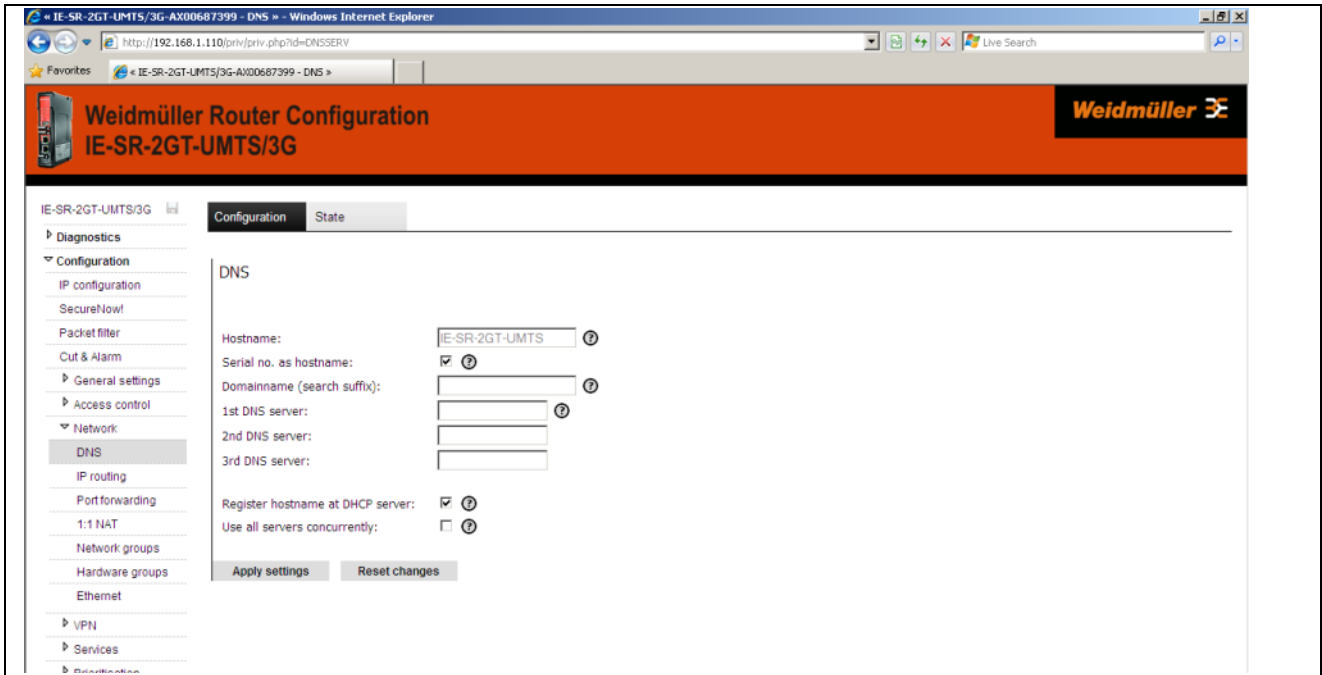 « IE-SR-2GT-UMTS/3G-AX00687399 - DNS » - Windows Internet Explorer
http://192.168.1.110/priv/priv.php?id=DNSSERV
Live Search
Favorites
« IE-SR-2GT-UMTS/3G-AX00687399 - DNS »
Weidmüller Router Configuration
IE-SR-2GT-UMTS/3G
Weidmüller
IE-SR-2GT-UMTS/3G
Configuration State
Diagnostics
Configuration
IP configuration
SecureNow!
Packet filter
Cut & Alarm
General settings
Access control
Network
DNS
IP routing
Port forwarding
1:1 NAT
Network groups
Hardware groups
Ethernet
VPN
Services
Prioritisation
DNS
Hostname: IE-SR-2GT-UMTS
Serial no. as hostname:
Domainname (search suffix):
1st DNS server:
2nd DNS server:
3rd DNS server:
Register hostname at DHCP server:
Use all servers concurrently:
Apply settings Reset changes